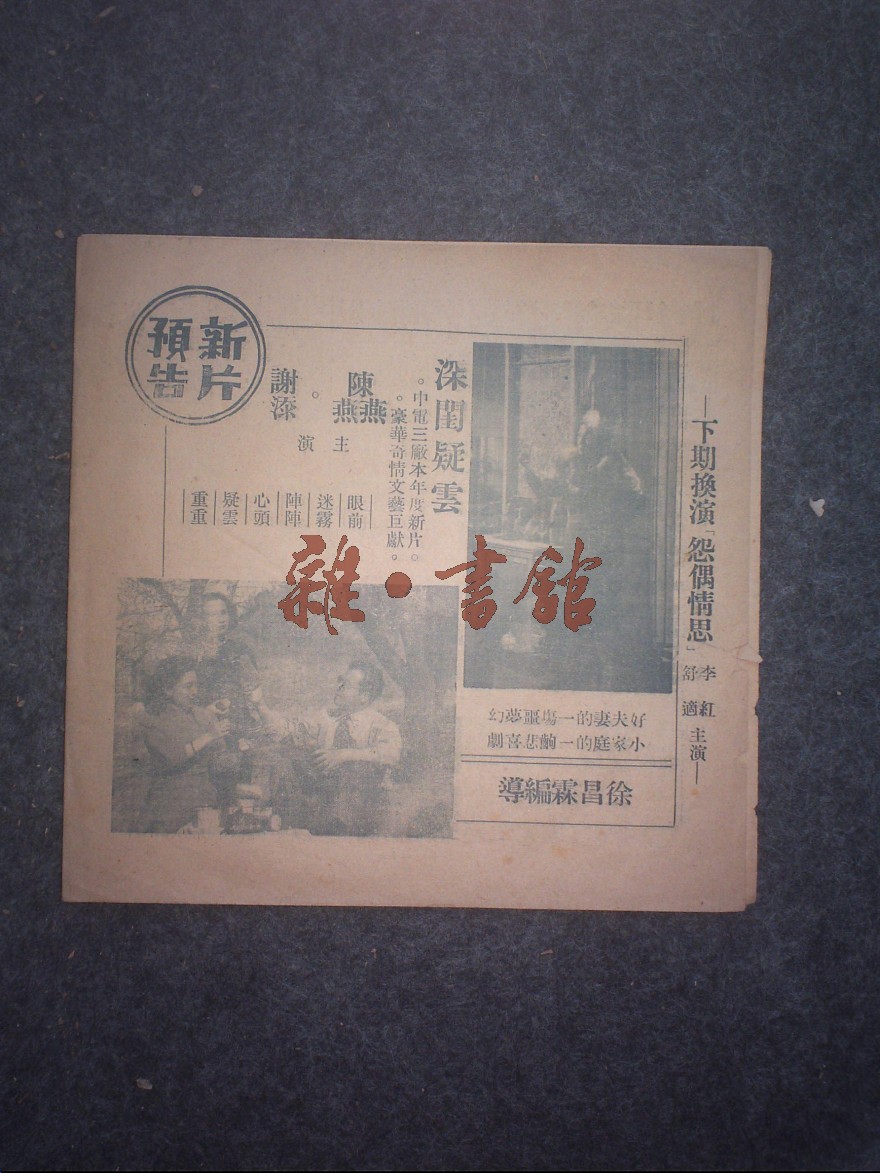 下期換演「怨偶情思」
李紅
舒適
主演
好夫妻的一塲噩夢幻
小家庭的一齣悲喜劇
徐昌霖編導
深閨疑雲
。中電三廠本年度新片。
。豪華奇情文藝巨獻。
陳燕燕。謝添
主演
眼前
迷霧
陣陣
心頭
疑雲
重重
新片
預告
雜·書館